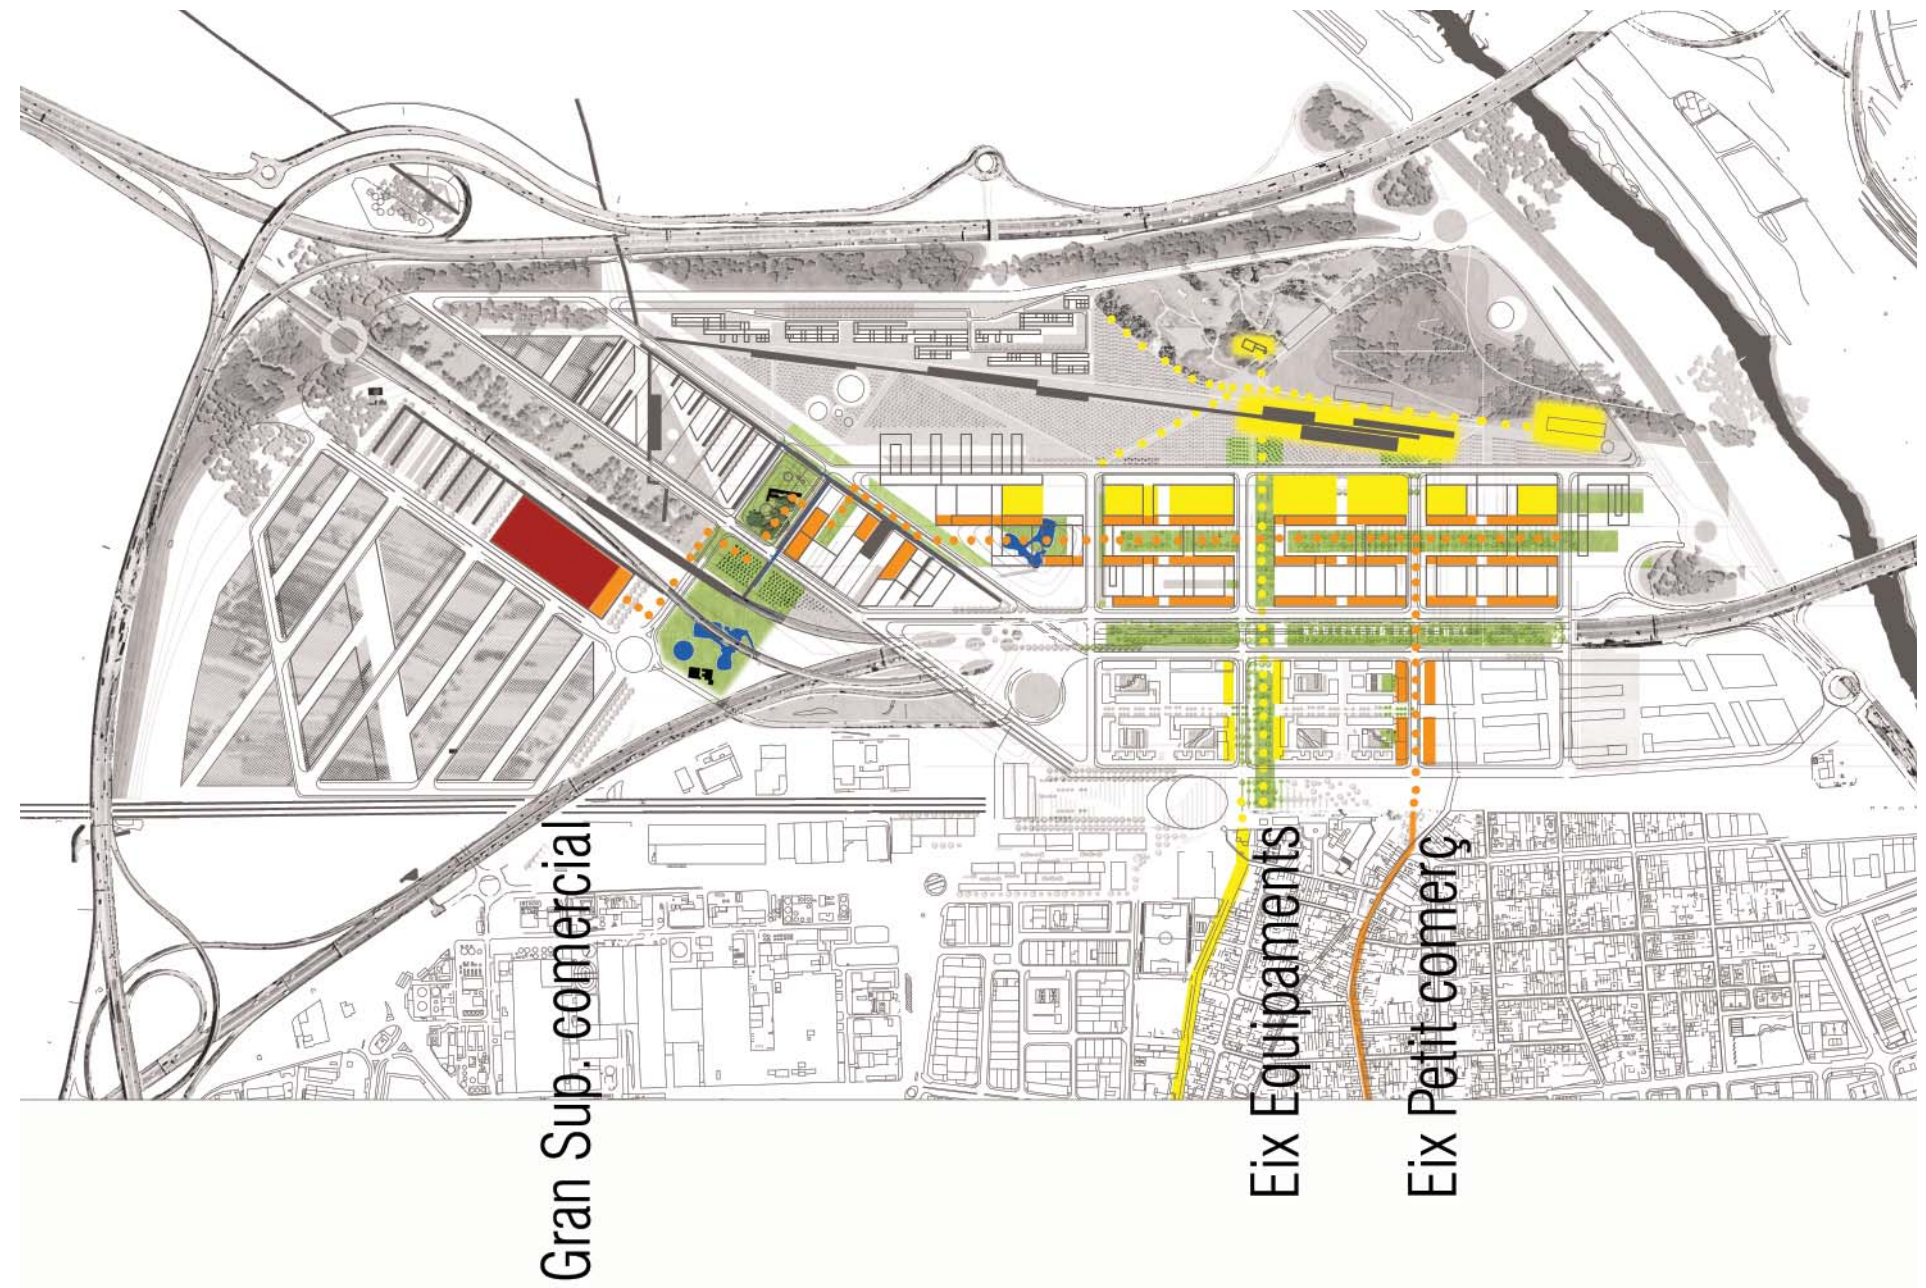 Gran Sup. comercial
Eix Equipaments
Eix Petit comerç